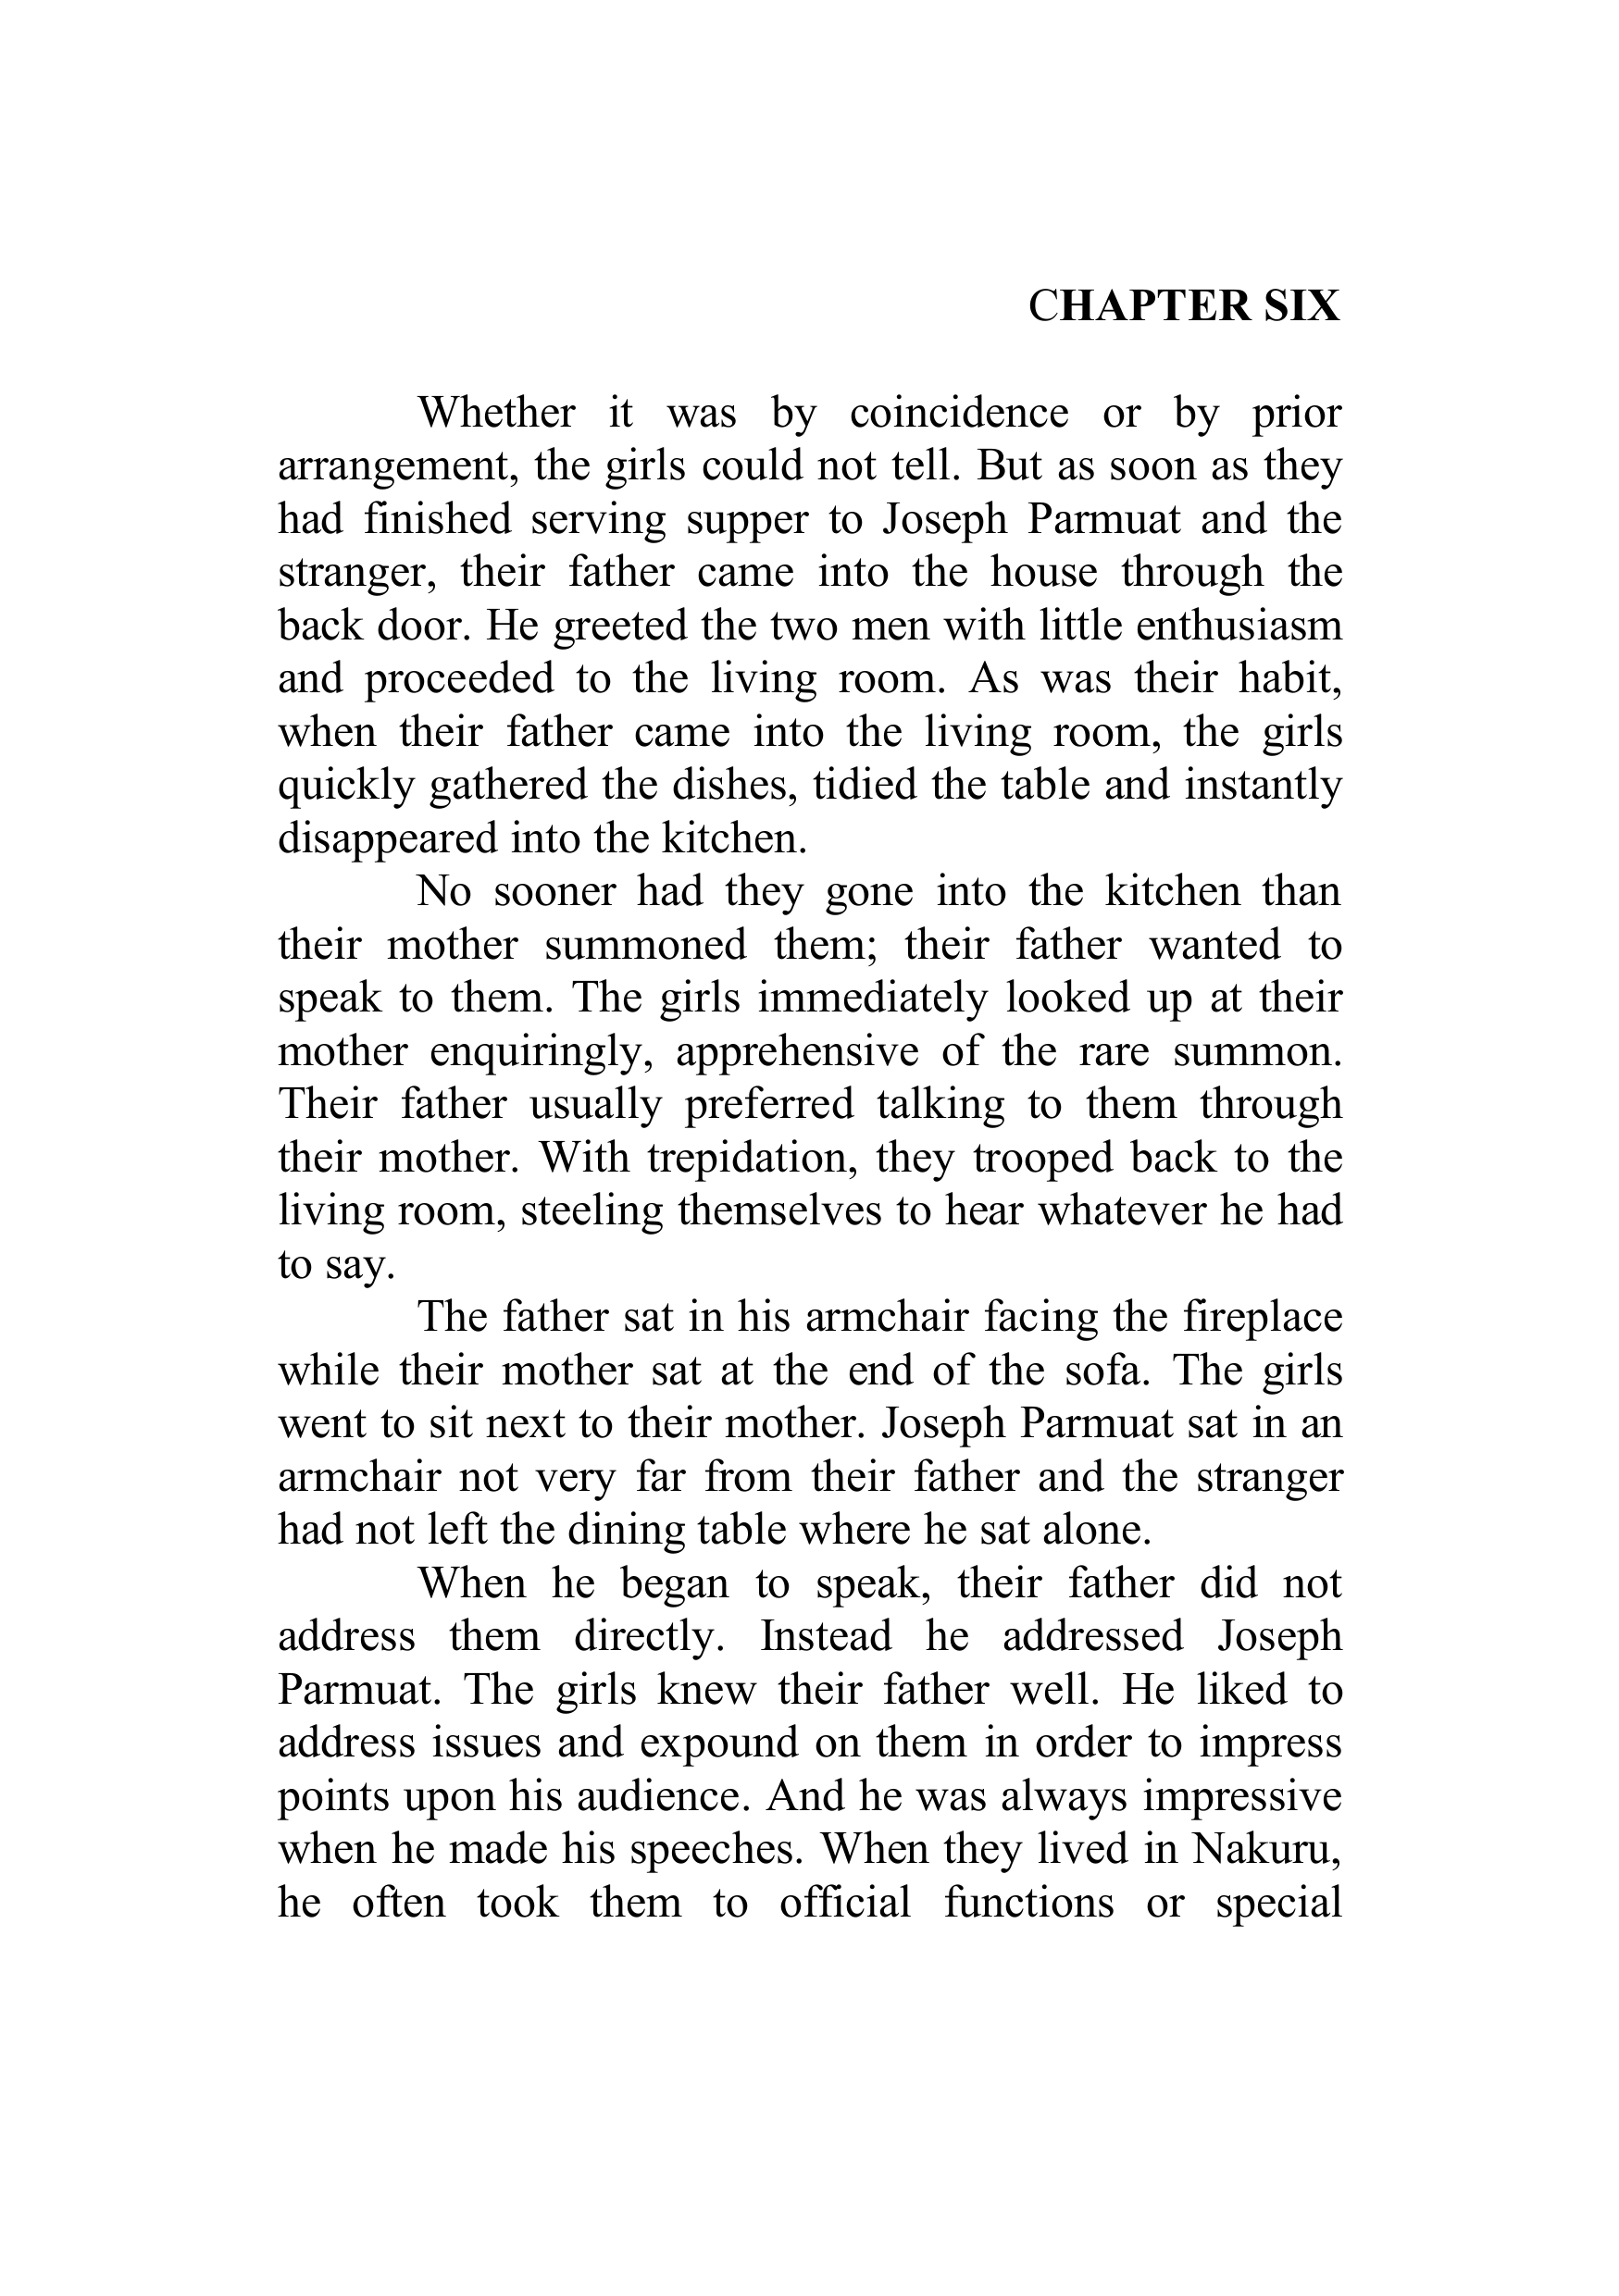 CHAPTER SIX
Whether it was by coincidence or by prior
arrangement, the girls could not tell. But as soon as they
had finished serving supper to Joseph Parmuat and the
stranger, their father came into the house through the
back door. He greeted the two men with little enthusiasm
and proceeded to the living room. As was their habit,
when their father came into the living room, the girls
quickly gathered the dishes, tidied the table and instantly
disappeared into the kitchen.
No sooner had they gone into the kitchen than
their mother summoned them; their father wanted to
speak to them. The girls immediately looked up at their
mother enquiringly, apprehensive of the rare summon.
Their father usually preferred talking to them through
their mother. With trepidation, they trooped back to the
living room, steeling themselves to hear whatever he had
to say.
The father sat in his armchair facing the fireplace
while their mother sat at the end of the sofa. The girls
went to sit next to their mother. Joseph Parmuat sat in an
armchair not very far from their father and the stranger
had not left the dining table where he sat alone.
When he began to speak, their father did not
address them directly. Instead he addressed Joseph
Parmuat. The girls knew their father well. He liked to
address issues and expound on them in order to impress
points upon his audience. And he was always impressive
when he made his speeches. When they lived in Nakuru,
he often took them to official functions or special